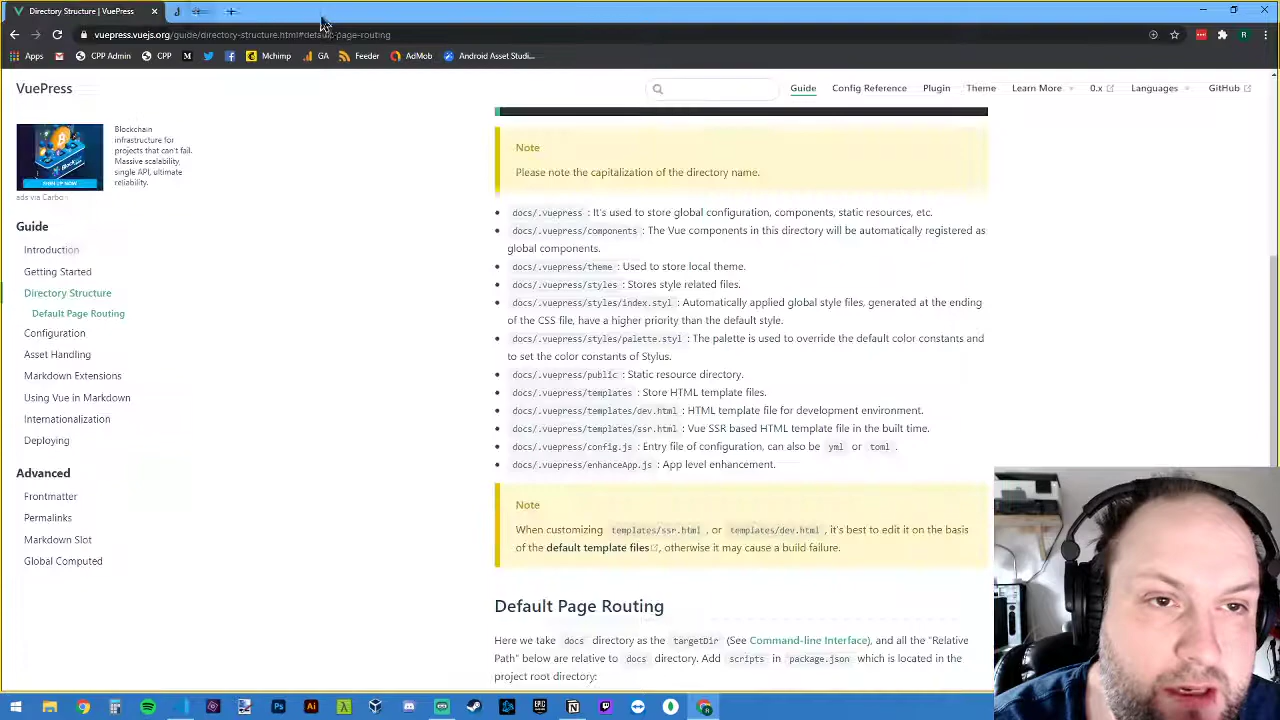 Directory Structure | VuePress
vuepress.vuejs.org/guide/directory-structure.html#default-page-routing
R
Apps CPP Admin CPP Mchimp GA Feeder AdMob Android Asset Studi...
VuePress
Guide Config Reference Plugin Theme Learn More 0.x Languages GitHub
Blockchain
infrastructure for
projects that can't fail.
Massive scalability,
single API, ultimate
reliability.
SIGN UP NOW
ads via Carbon
Guide
Introduction
Getting Started
Directory Structure
Default Page Routing
Configuration
Asset Handling
Markdown Extensions
Using Vue in Markdown
Internationalization
Deploying
Advanced
Frontmatter
Permalinks
Markdown Slot
Global Computed
Note
Please note the capitalization of the directory name.
docs/.vuepress : It's used to store global configuration, components, static resources, etc.
docs/.vuepress/components : The Vue components in this directory will be automatically registered as
global components.
docs/.vuepress/theme : Used to store local theme.
docs/.vuepress/styles : Stores style related files.
docs/.vuepress/styles/index.styl : Automatically applied global style files, generated at the ending
of the CSS file, have a higher priority than the default style.
docs/.vuepress/styles/palette.styl : The palette is used to override the default color constants and
to set the color constants of Stylus.
docs/.vuepress/public : Static resource directory.
docs/.vuepress/templates : Store HTML template files.
docs/.vuepress/templates/dev.html : HTML template file for development environment.
docs/.vuepress/templates/ssr.html : Vue SSR based HTML template file in the built time.
docs/.vuepress/config.js : Entry file of configuration, can also be yml or toml .
docs/.vuepress/enhanceApp.js : App level enhancement.
Note
When customizing templates/ssr.html , or templates/dev.html , it's best to edit it on the basis
of the default template files , otherwise it may cause a build failure.
Default Page Routing
Here we take docs directory as the targetDir (See Command-line Interface), and all the "Relative
Path" below are relative to docs directory. Add scripts in package.json which is located in the
project root directory: